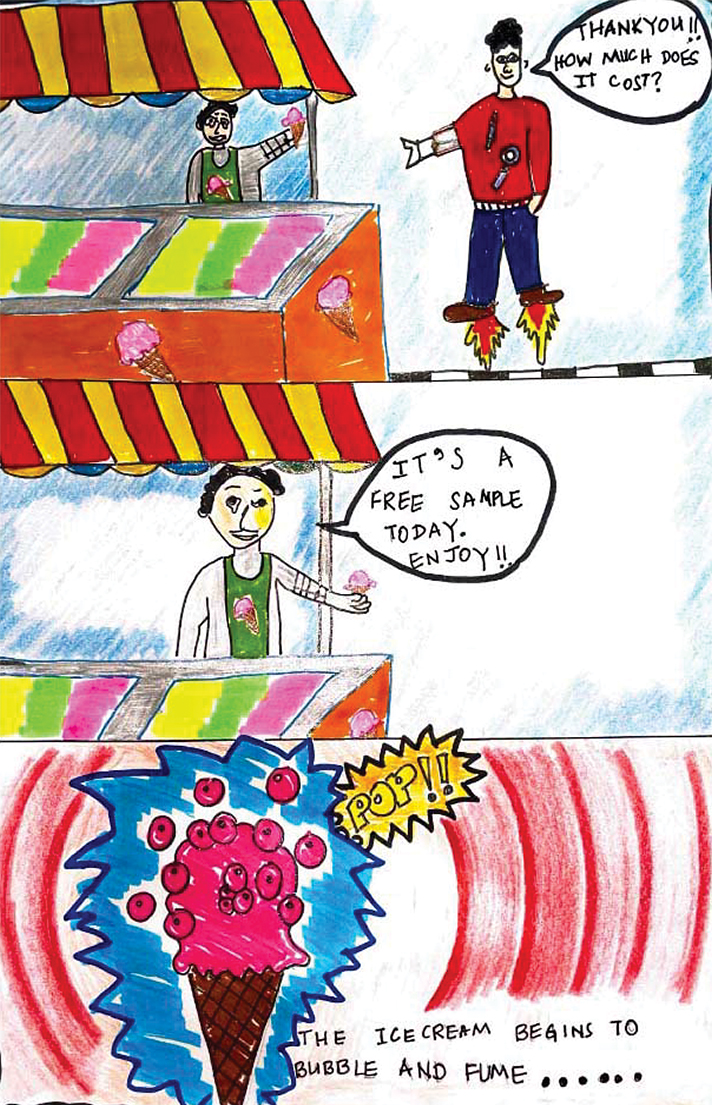 THANKYOU!!
HOW MUCH DOES
IT COST?
IT'S A
FREE SAMPLE
TODAY.
ENJOY!!
POP!!
THE ICECREAM BEGINS TO
BUBBLE AND FUME ......